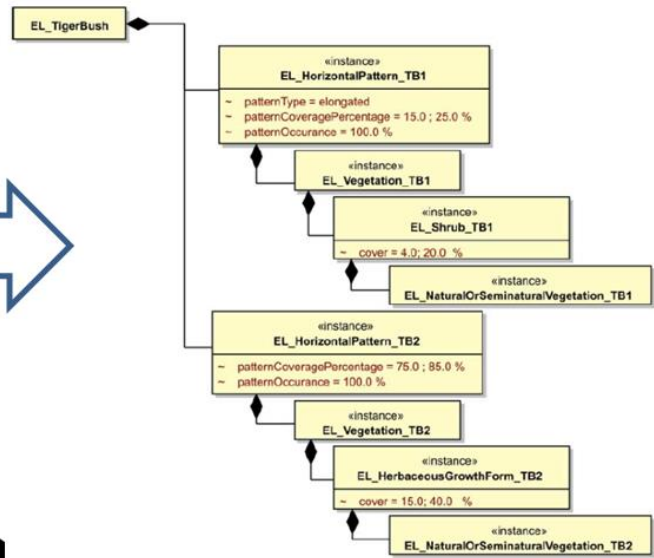 EL_TigerBush
«instance»
EL_HorizontalPattern_TB1
~ patternType = elongated
~ patternCoveragePercentage = 15.0 ; 25.0 %
~ patternOccurance = 100.0 %
«instance»
EL_Vegetation_TB1
«instance»
EL_Shrub_TB1
~ cover = 4.0; 20.0 %
«instance»
EL_NaturalOrSeminaturalVegetation_TB1
«instance»
EL_HorizontalPattern_TB2
~ patternCoveragePercentage = 75.0 ; 85.0 %
~ patternOccurance = 100.0 %
«instance»
EL_Vegetation_TB2
«instance»
EL_HerbaceousGrowthForm_TB2
~ cover = 15.0; 40.0 %
«instance»
EL_NaturalOrSeminaturalVegetation_TB2